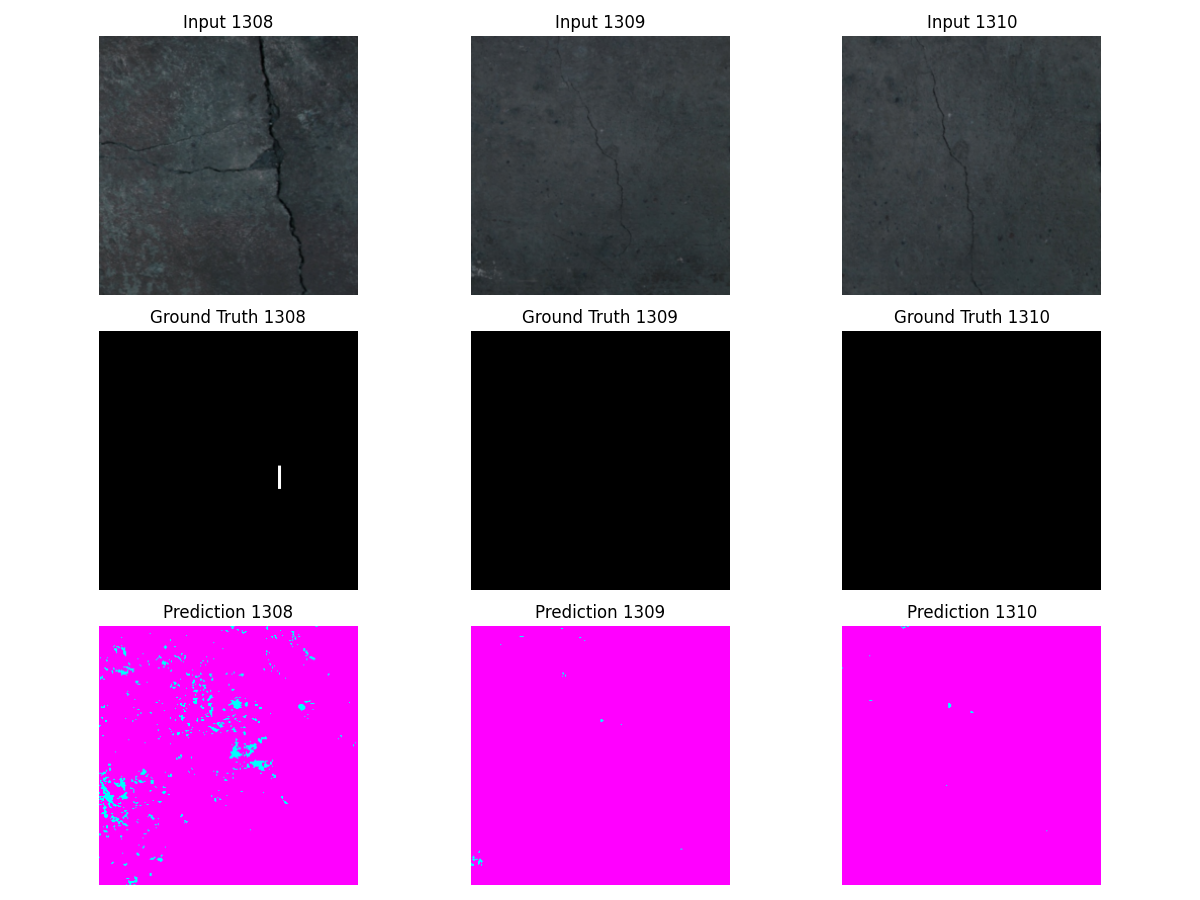 Input 1308
Input 1309
Input 1310
Ground Truth 1308
Ground Truth 1309
Ground Truth 1310
Prediction 1308
Prediction 1309
Prediction 1310